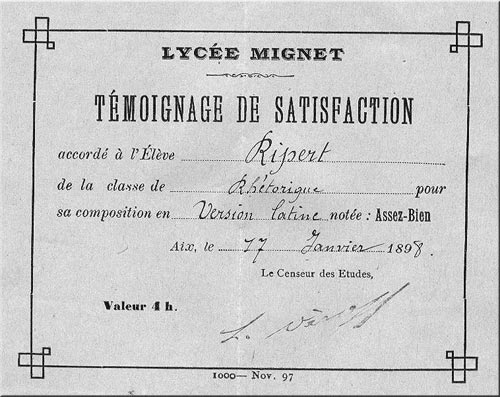 LYCÉE MIGNET
TÉMOIGNAGE DE SATISFACTION
accordé à l'Élève Ripert
de la classe de Rhétorique pour
sa composition en Version latine notée : Assez-Bien
Aix, le 17 Janvier 1898.
Le Censeur des Etudes,
Valeur 4 h.
1000— Nov. 97